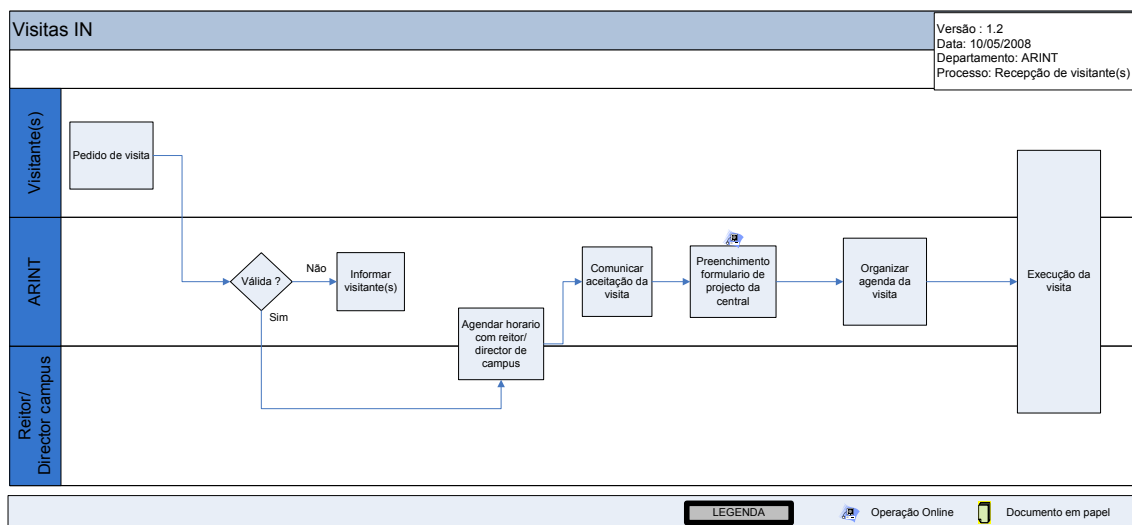 Visitas IN
Versão : 1.2
Data: 10/05/2008
Departamento: ARINT
Processo: Recepção de visitante(s)
Visitante(s)
Pedido de visita
ARINT
Válida ?
Não
Sim
Informar
visitante(s)
Agendar horario
com reitor/
director de
campus
Comunicar
aceitação da
visita
Preenchimento
formulario de
projecto da
central
Organizar
agenda da
visita
Execução da
visita
Reitor/
Director campus
LEGENDA
Operação Online
Documento em papel